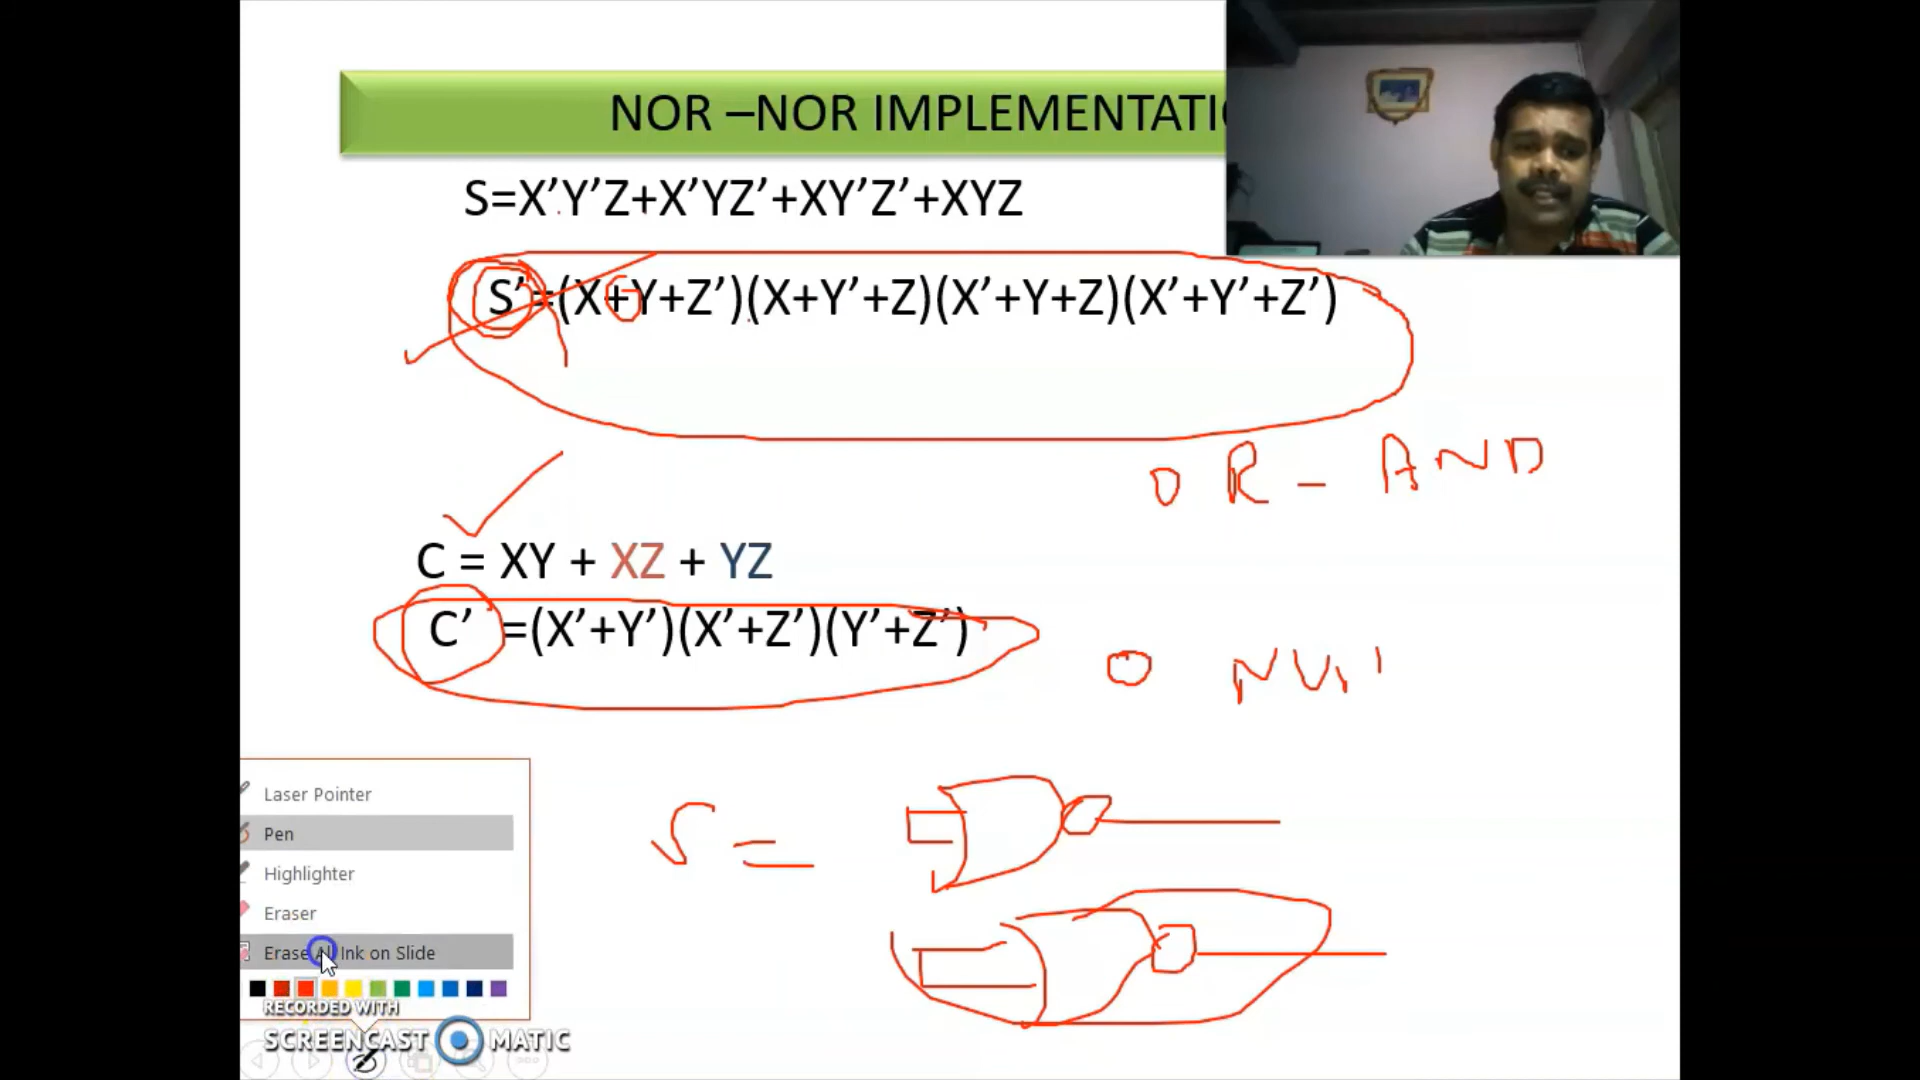 NOR –NOR IMPLEMENTATI
S=X'Y'Z+X'YZ'+XY'Z'+XYZ
S'=(X+Y+Z')(X+Y'+Z)(X'+Y+Z)(X'+Y'+Z')
OR - AND
C = XY + XZ + YZ
C' =(X'+Y')(X'+Z')(Y'+Z')
Laser Pointer
Pen
Highlighter
Eraser
Erase All Ink on Slide
S =
RECORDED WITH
SCREENCAST MATIC